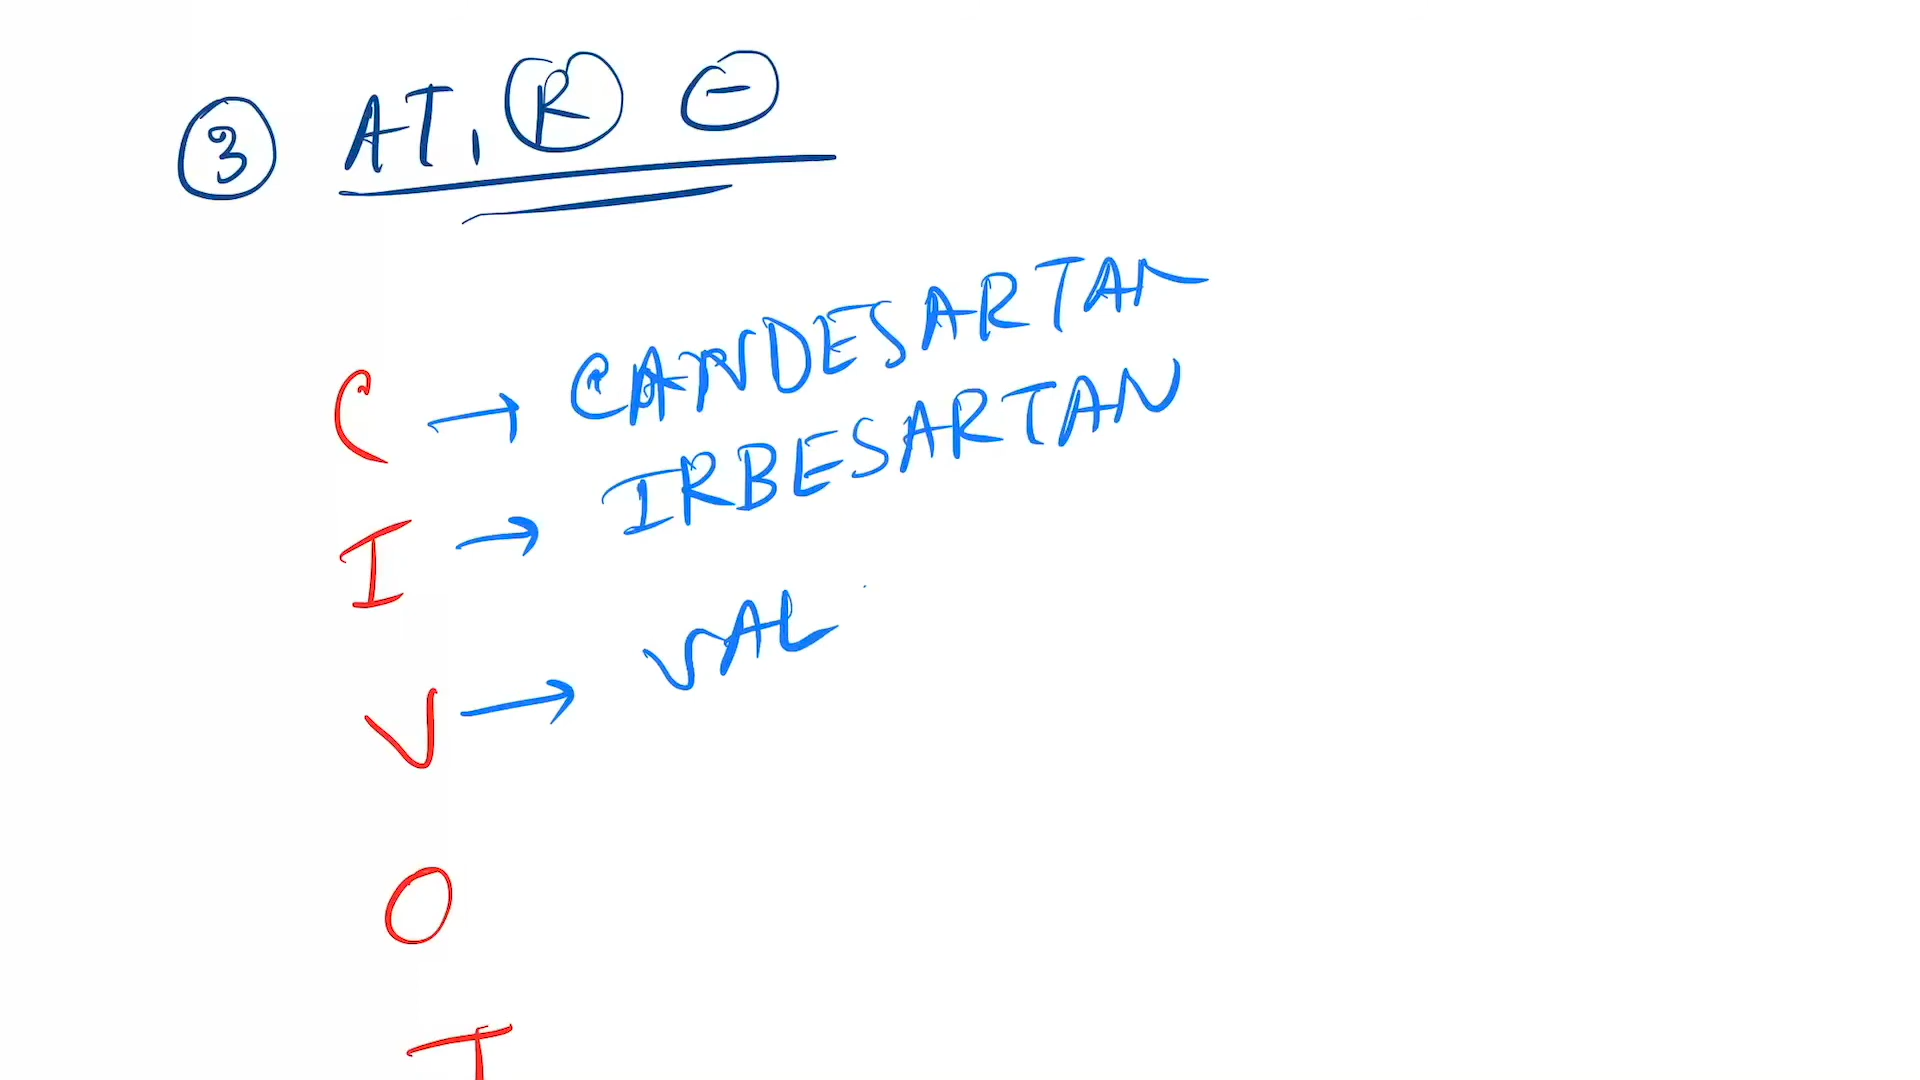 3 AT1 R -
C → CANDESARTAN
I → IRBESARTAN
V → VAL
O
T